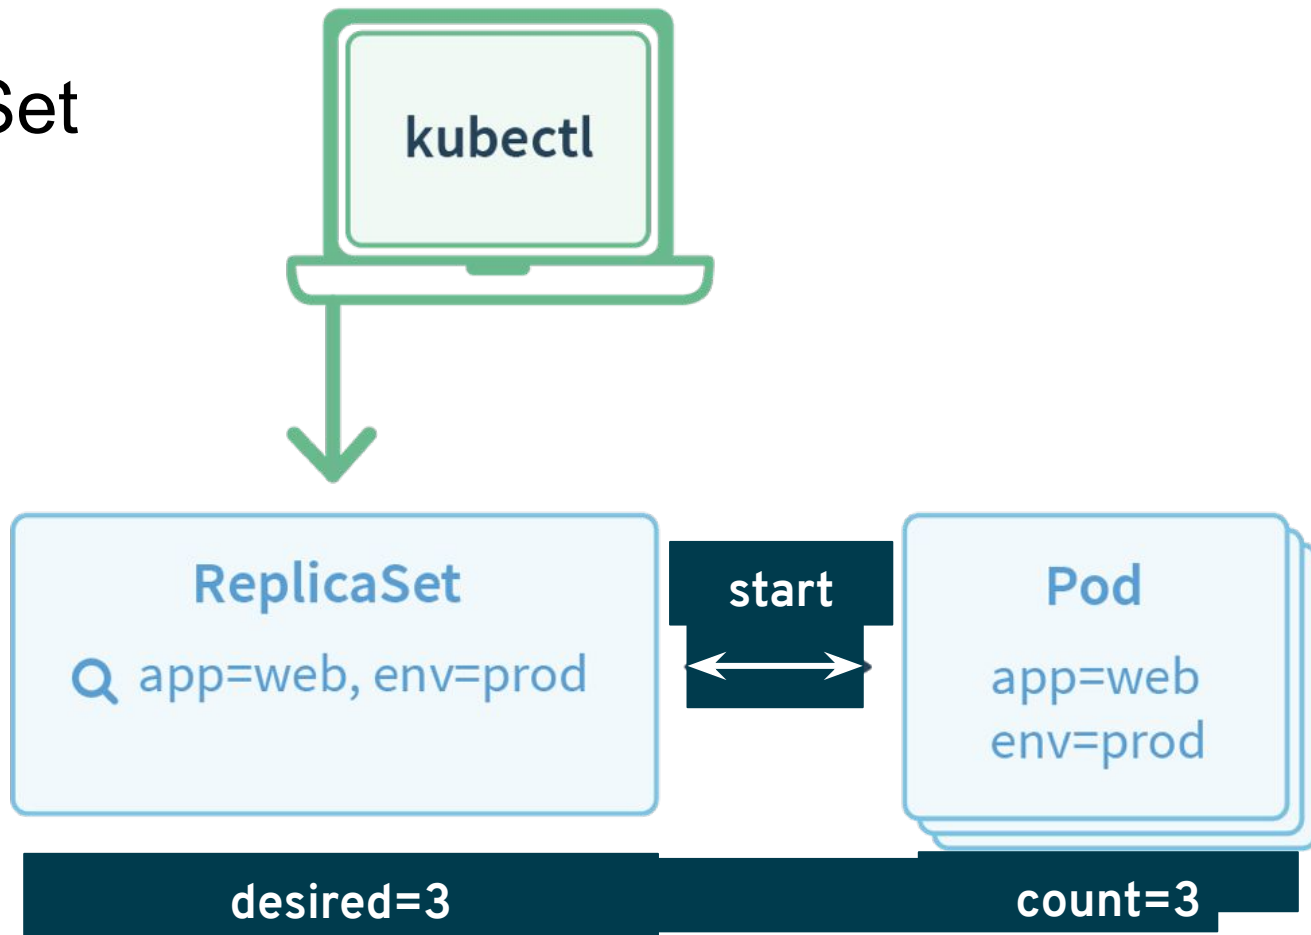 Set
kubectl
ReplicaSet
app=web, env=prod
start
Pod
app=web
env=prod
desired=3
count=3